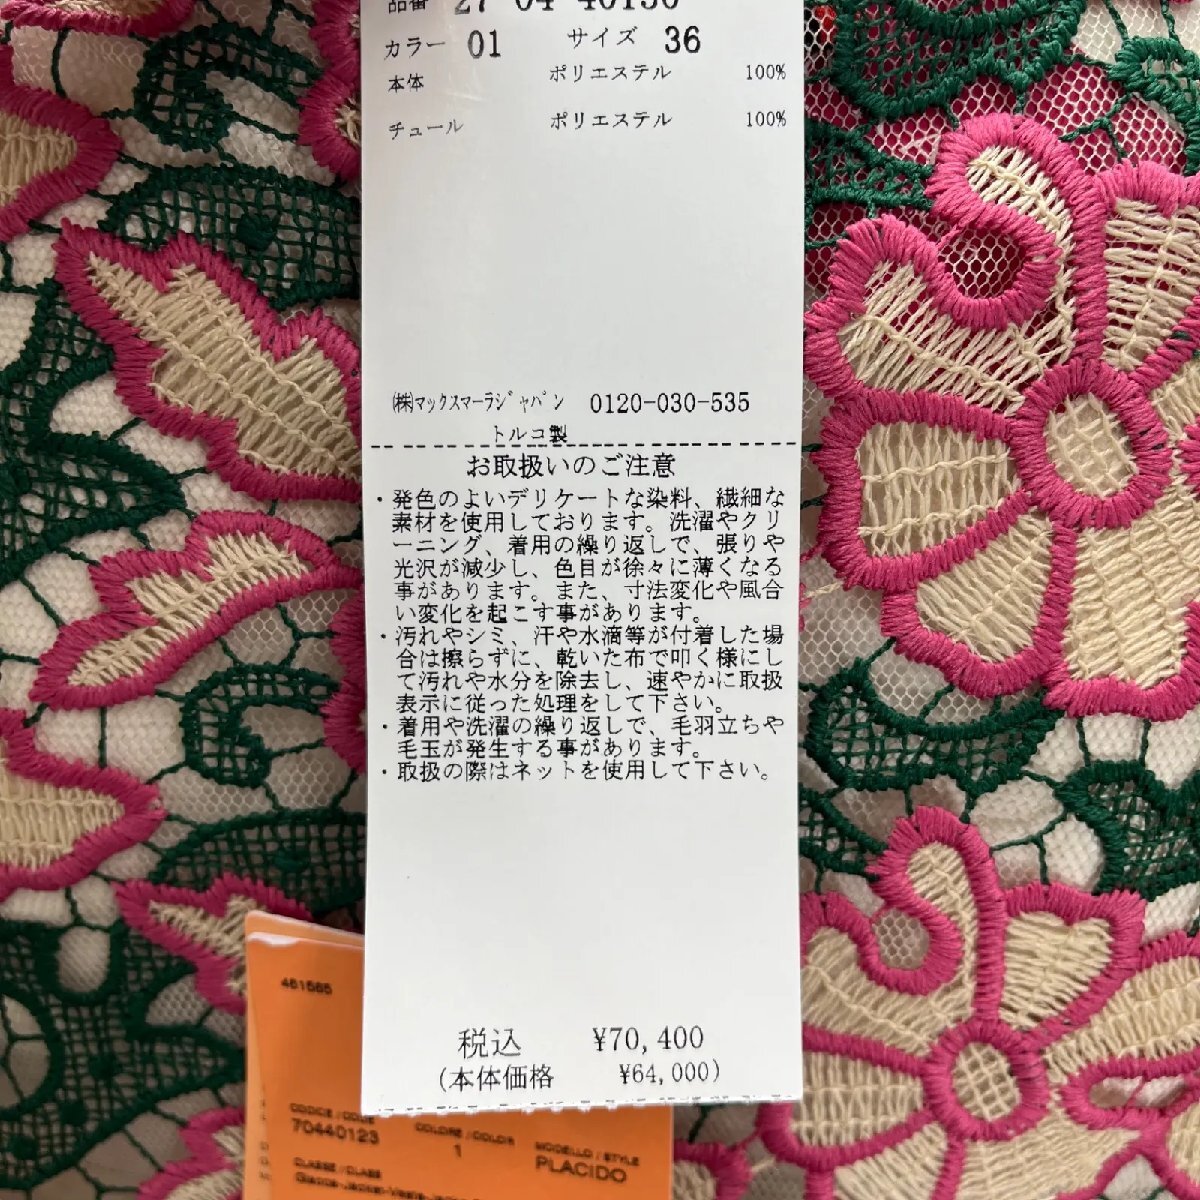 品番 27 04 40130
カラー 01 サイズ 36
本体 ポリエステル 100%
チュール ポリエステル 100%
㈱マックスマーラジャパン 0120-030-535
トルコ製
お取扱いのご注意
・発色のよいデリケートな染料、繊細な
素材を使用しております。洗濯やクリ
ーニング、着用の繰り返しで、張りや
光沢が減少し、色目が徐々に薄くなる
事があります。また、寸法変化や風合
い変化を起こす事があります。
・汚れやシミ、汗や水滴等が付着した場
合は擦らずに、乾いた布で叩く様にし
て汚れや水分を除去し、速やかに取扱
表示に従った処理をして下さい。
・着用や洗濯の繰り返しで、毛羽立ちや
毛玉が発生する事があります。
・取扱の際はネットを使用して下さい。
税込 ¥70,400
(本体価格 ¥64,000)
461565
CODICE/CODE
70440123
COLORE/COLOR
1
MODELLO/STYLE
PLACIDO
CLASSE/CLASS